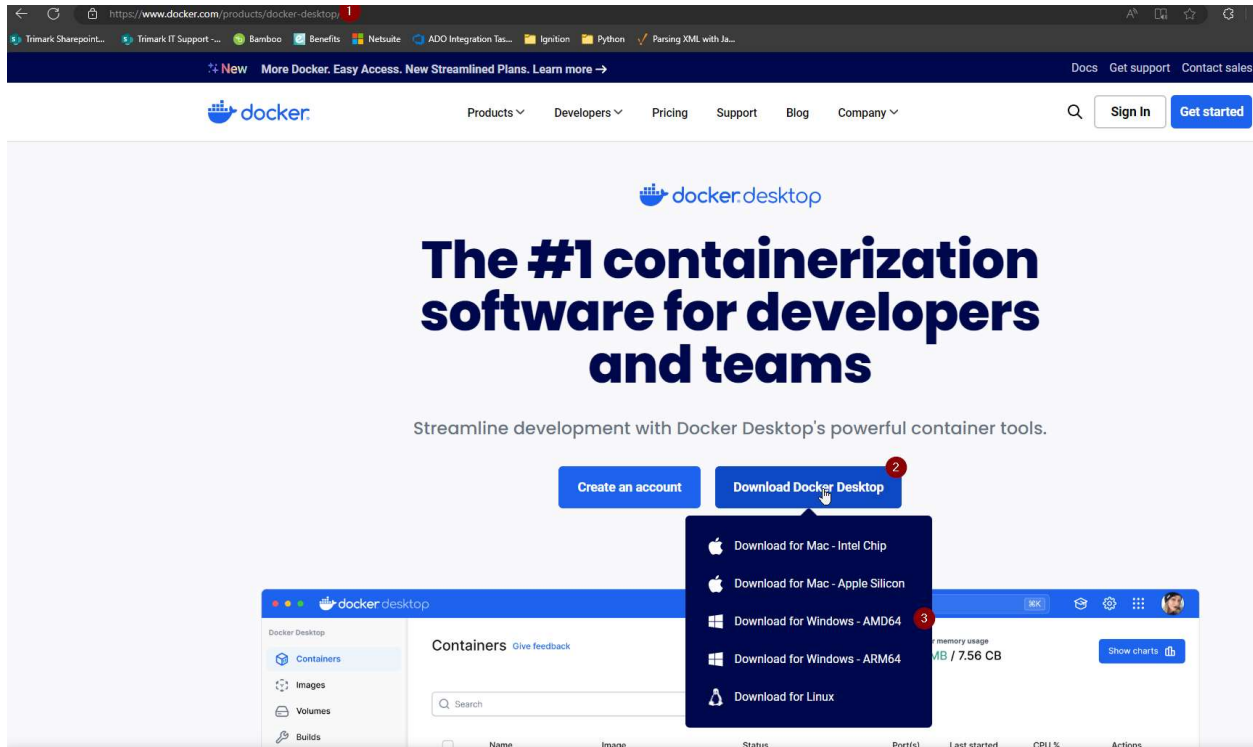 https://www.docker.com/products/docker-desktop/ 1
Trimark Sharepoint... Trimark IT Support -... Bamboo Benefits Netsuite ADO Integration Tas... Ignition Python Parsing XML with Ja...
New More Docker. Easy Access. New Streamlined Plans. Learn more → Docs Get support Contact sales
docker. Products Developers Pricing Support Blog Company Sign In Get started
docker.desktop
The #1 containerization
software for developers
and teams
Streamline development with Docker Desktop's powerful container tools.
2
Create an account Download Docker Desktop
Download for Mac - Intel Chip
Download for Mac - Apple Silicon
Download for Windows - AMD64 3
Download for Windows - ARM64
Download for Linux
docker desktop ⌘K
Docker Desktop
Containers Give feedback memory usage
MB / 7.56 CB Show charts
Containers
Images
Search
Volumes
Builds
Name Image Status Port(s) Last started CPU % Actions